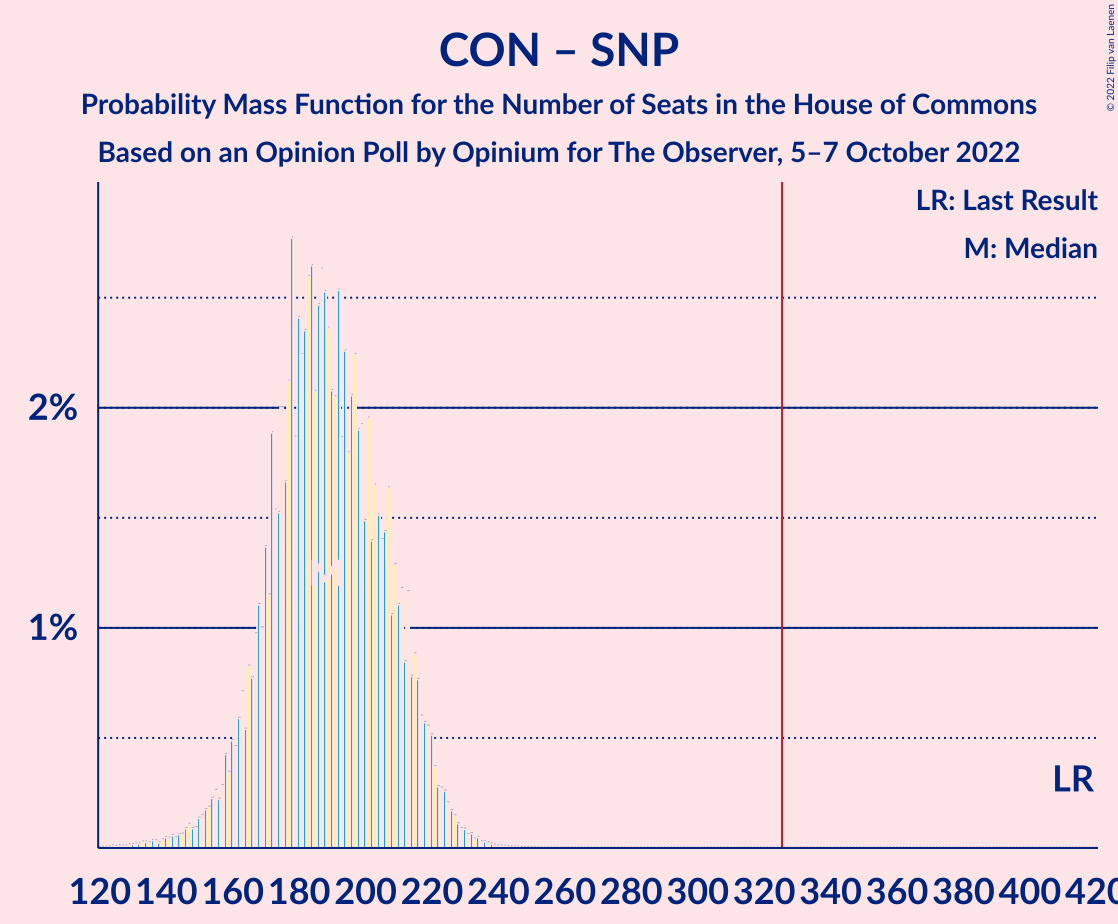 CON – SNP
Probability Mass Function for the Number of Seats in the House of Commons
Based on an Opinion Poll by Opinium for The Observer, 5–7 October 2022
© 2022 Filip van Laenen
LR: Last Result
M: Median
2%
1%
LR
120 140 160 180 200 220 240 260 280 300 320 340 360 380 400 420